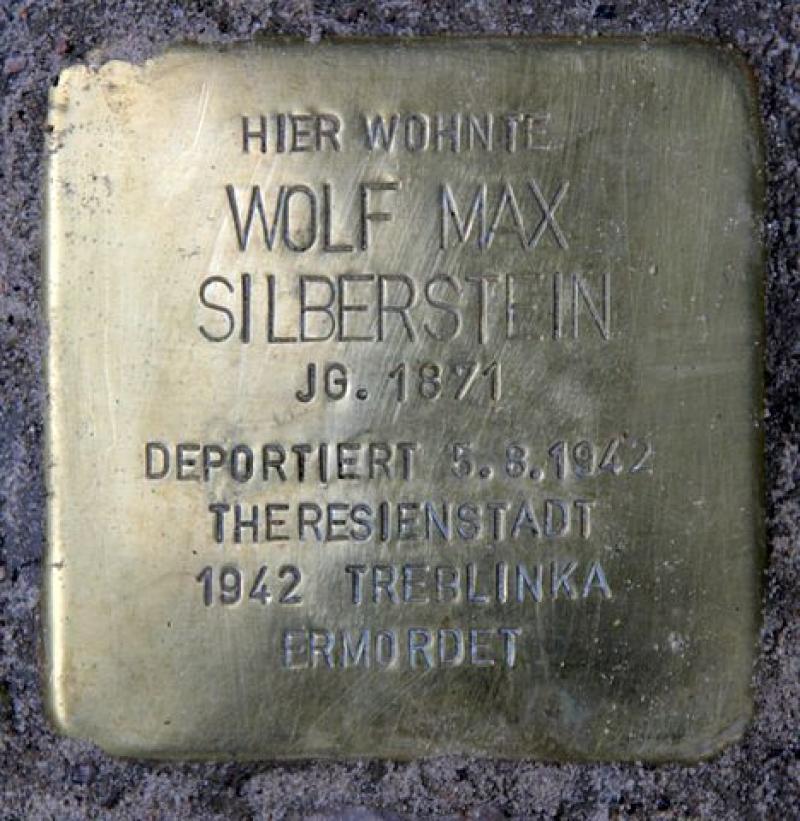 HIER WOHNTE
WOLF MAX
SILBERSTEIN
JG. 1871
DEPORTIERT 5.8.1942
THERESIENSTADT
1942 TREBLINKA
ERMORDET